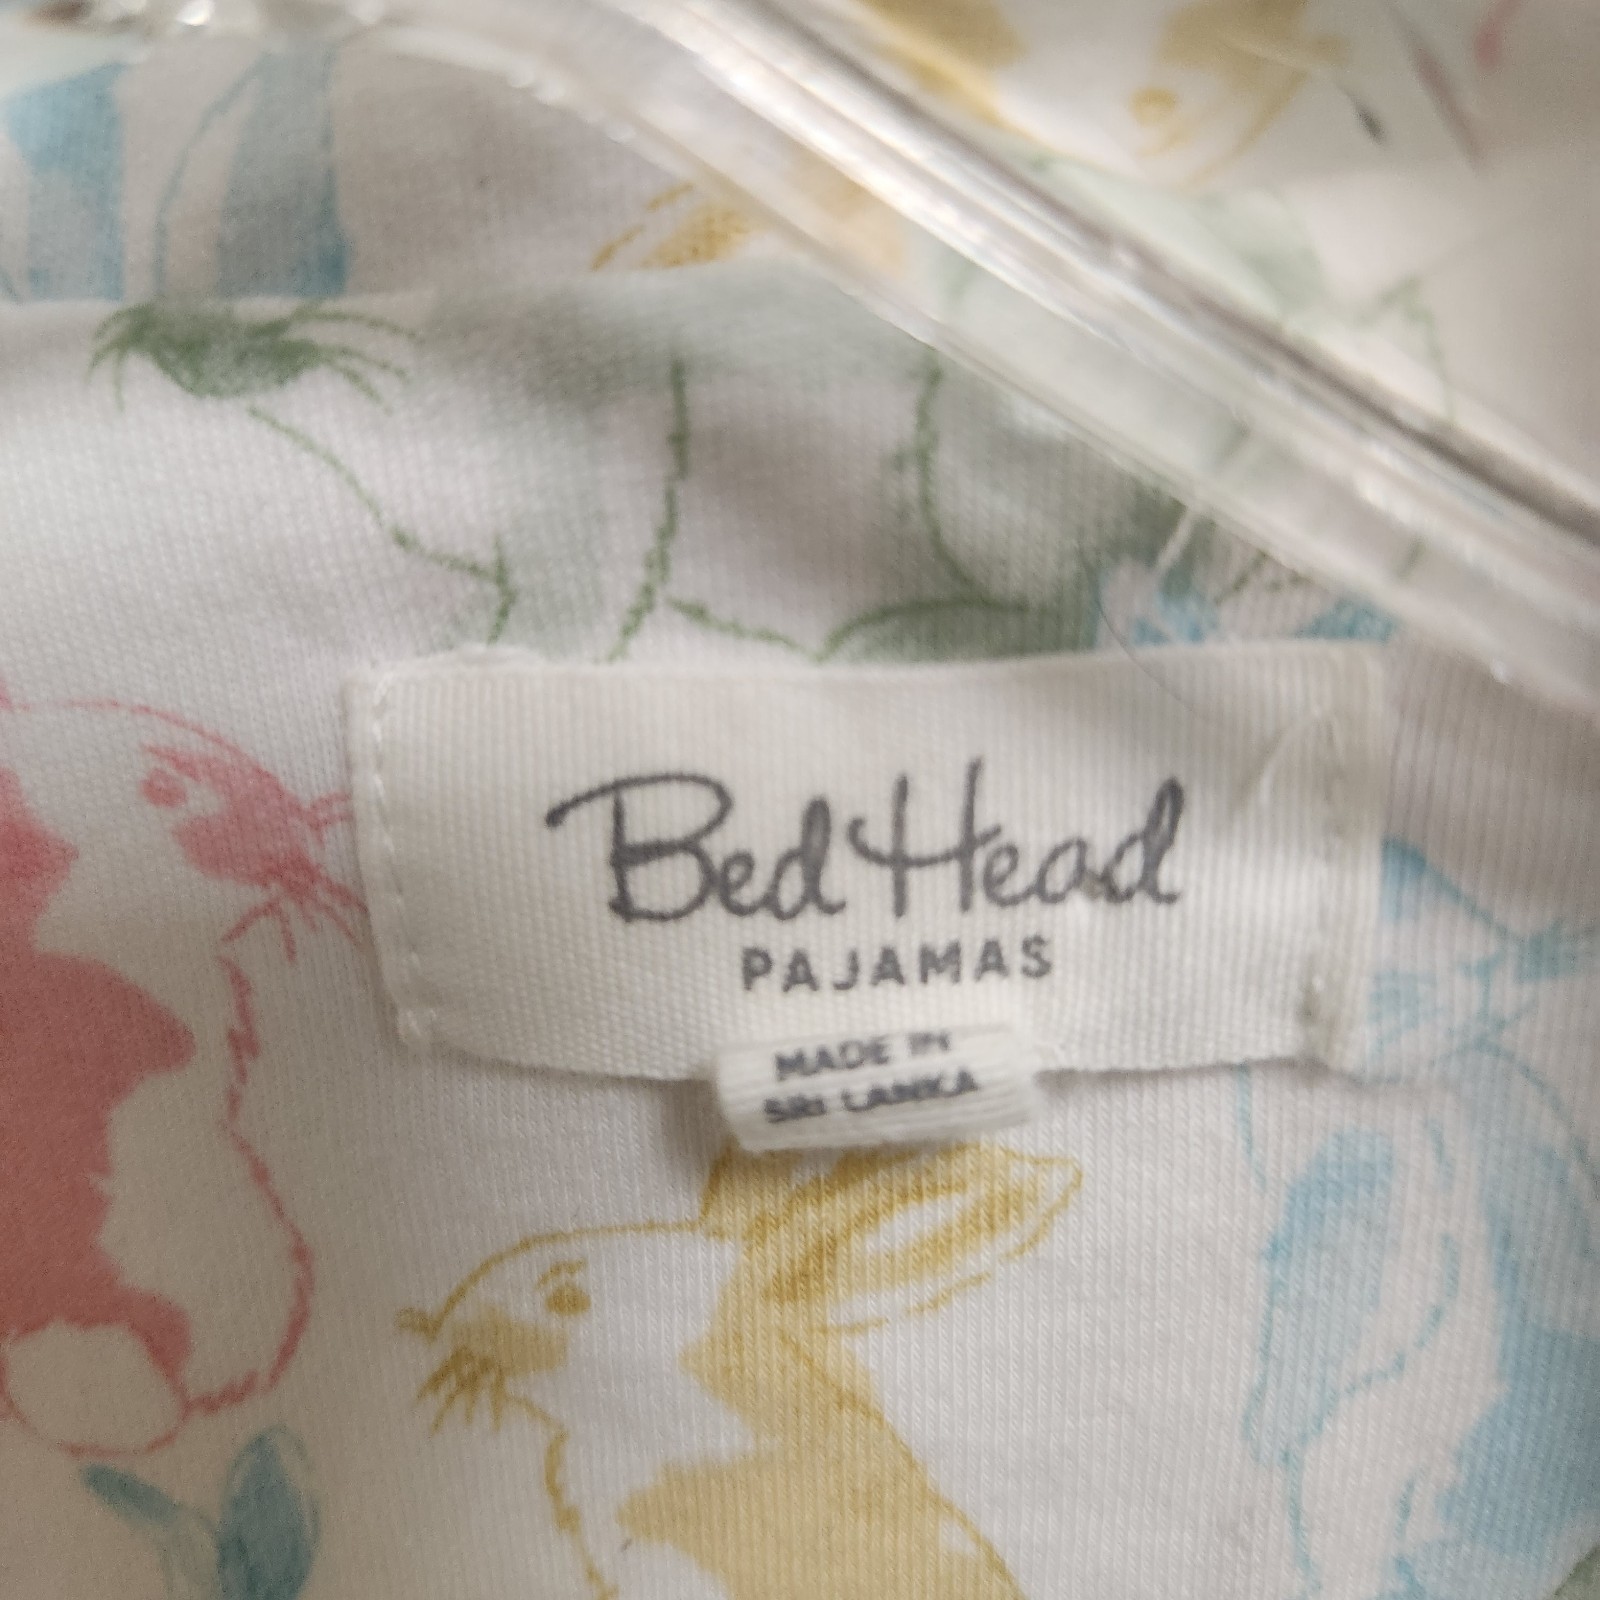 Bed Head
PAJAMAS
MADE IN
SRI LANKA